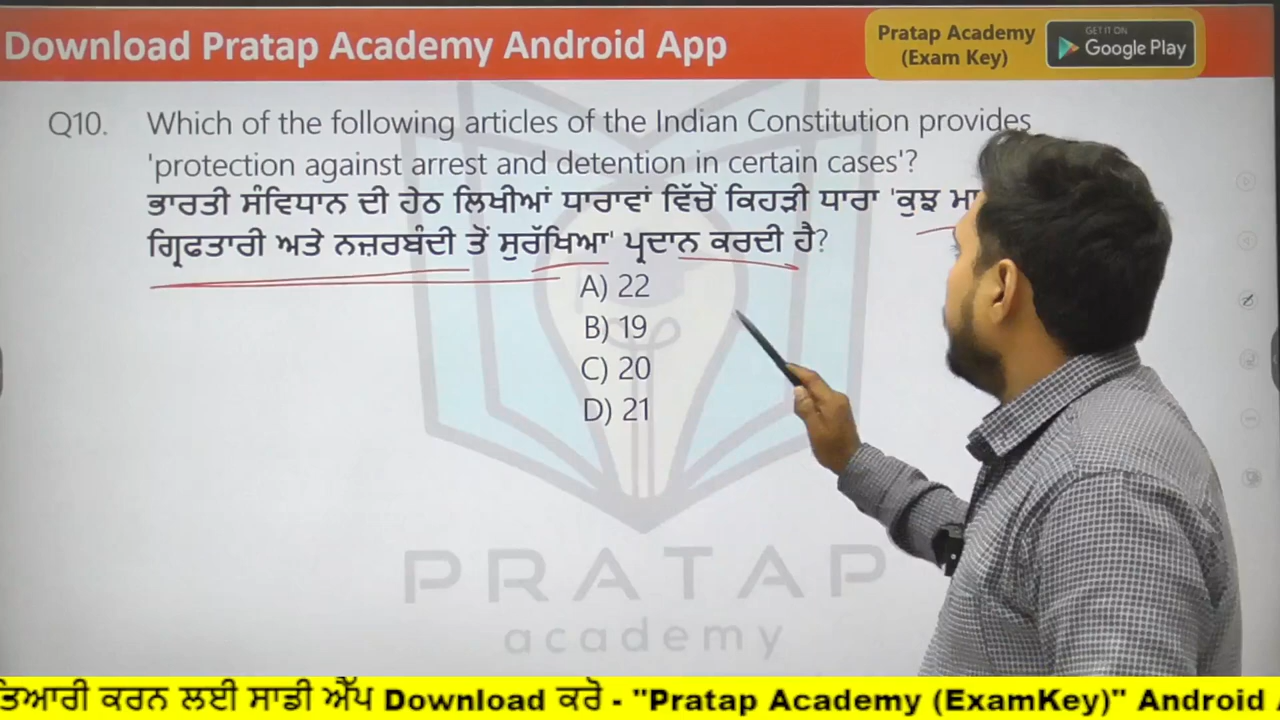 Download Pratap Academy Android App
Pratap Academy
(Exam Key)
GET IT ON
Google Play
Q10. Which of the following articles of the Indian Constitution provides
'protection against arrest and detention in certain cases'?
ਭਾਰਤੀ ਸੰਵਿਧਾਨ ਦੀ ਹੇਠ ਲਿਖੀਆਂ ਧਾਰਾਵਾਂ ਵਿੱਚੋਂ ਕਿਹੜੀ ਧਾਰਾ 'ਕੁਝ
ਗ੍ਰਿਫਤਾਰੀ ਅਤੇ ਨਜ਼ਰਬੰਦੀ ਤੋਂ ਸੁਰੱਖਿਆ' ਪ੍ਰਦਾਨ ਕਰਦੀ ਹੈ?
A) 22
B) 19
C) 20
D) 21
PRATAP
academy
ਤਿਆਰੀ ਕਰਨ ਲਈ ਸਾਡੀ ਐੱਪ Download ਕਰੋ - "Pratap Academy (ExamKey)" Android